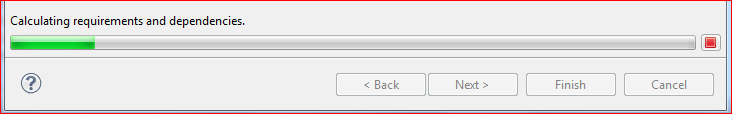 Calculating requirements and dependencies.
?
< Back Next > Finish Cancel